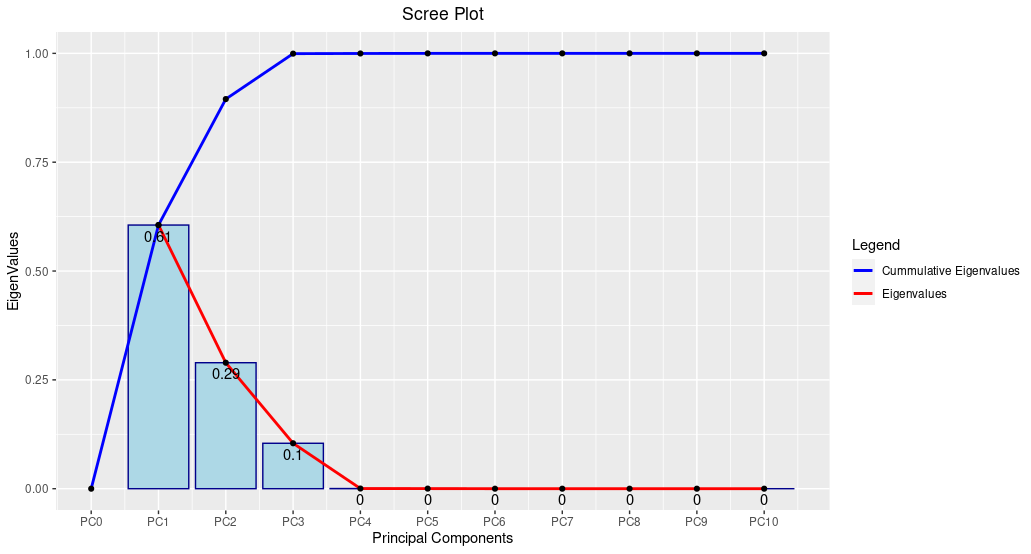 Scree Plot
1.00
0.75
0.50
0.25
0.00
EigenValues
0.61
0.29
0.1
0 0 0 0 0 0 0
PC0 PC1 PC2 PC3 PC4 PC5 PC6 PC7 PC8 PC9 PC10
Principal Components
Legend
Cummulative Eigenvalues
Eigenvalues